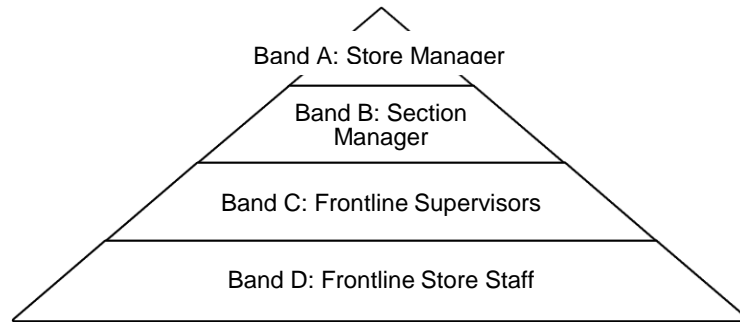 Band A: Store Manager
Band B: Section
Manager
Band C: Frontline Supervisors
Band D: Frontline Store Staff